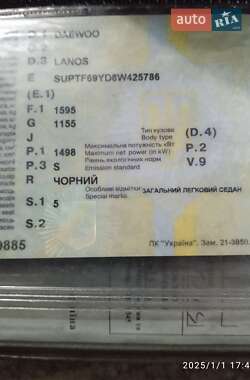 AUTO RIA
D.1 DAEWOO
D.2
D.3 LANOS
E SUPTF69YD8W425786
(E.1)
F.1 1595
G 1155
J Тип кузова Body type (D.4)
P.1 1498 Максимальна потужність кВт Maximum net power (in kW) P.2
P.3 S Рівень екологічних норм Emission standard V.9
R ЧОРНИЙ
Особливі відмітки Special marks ЗАГАЛЬНИЙ ЛЕГКОВИЙ СЕДАН
S.1 5
S.2
9885
ПК "Україна". Зам. 21-3850.
2025/1/1 17:4